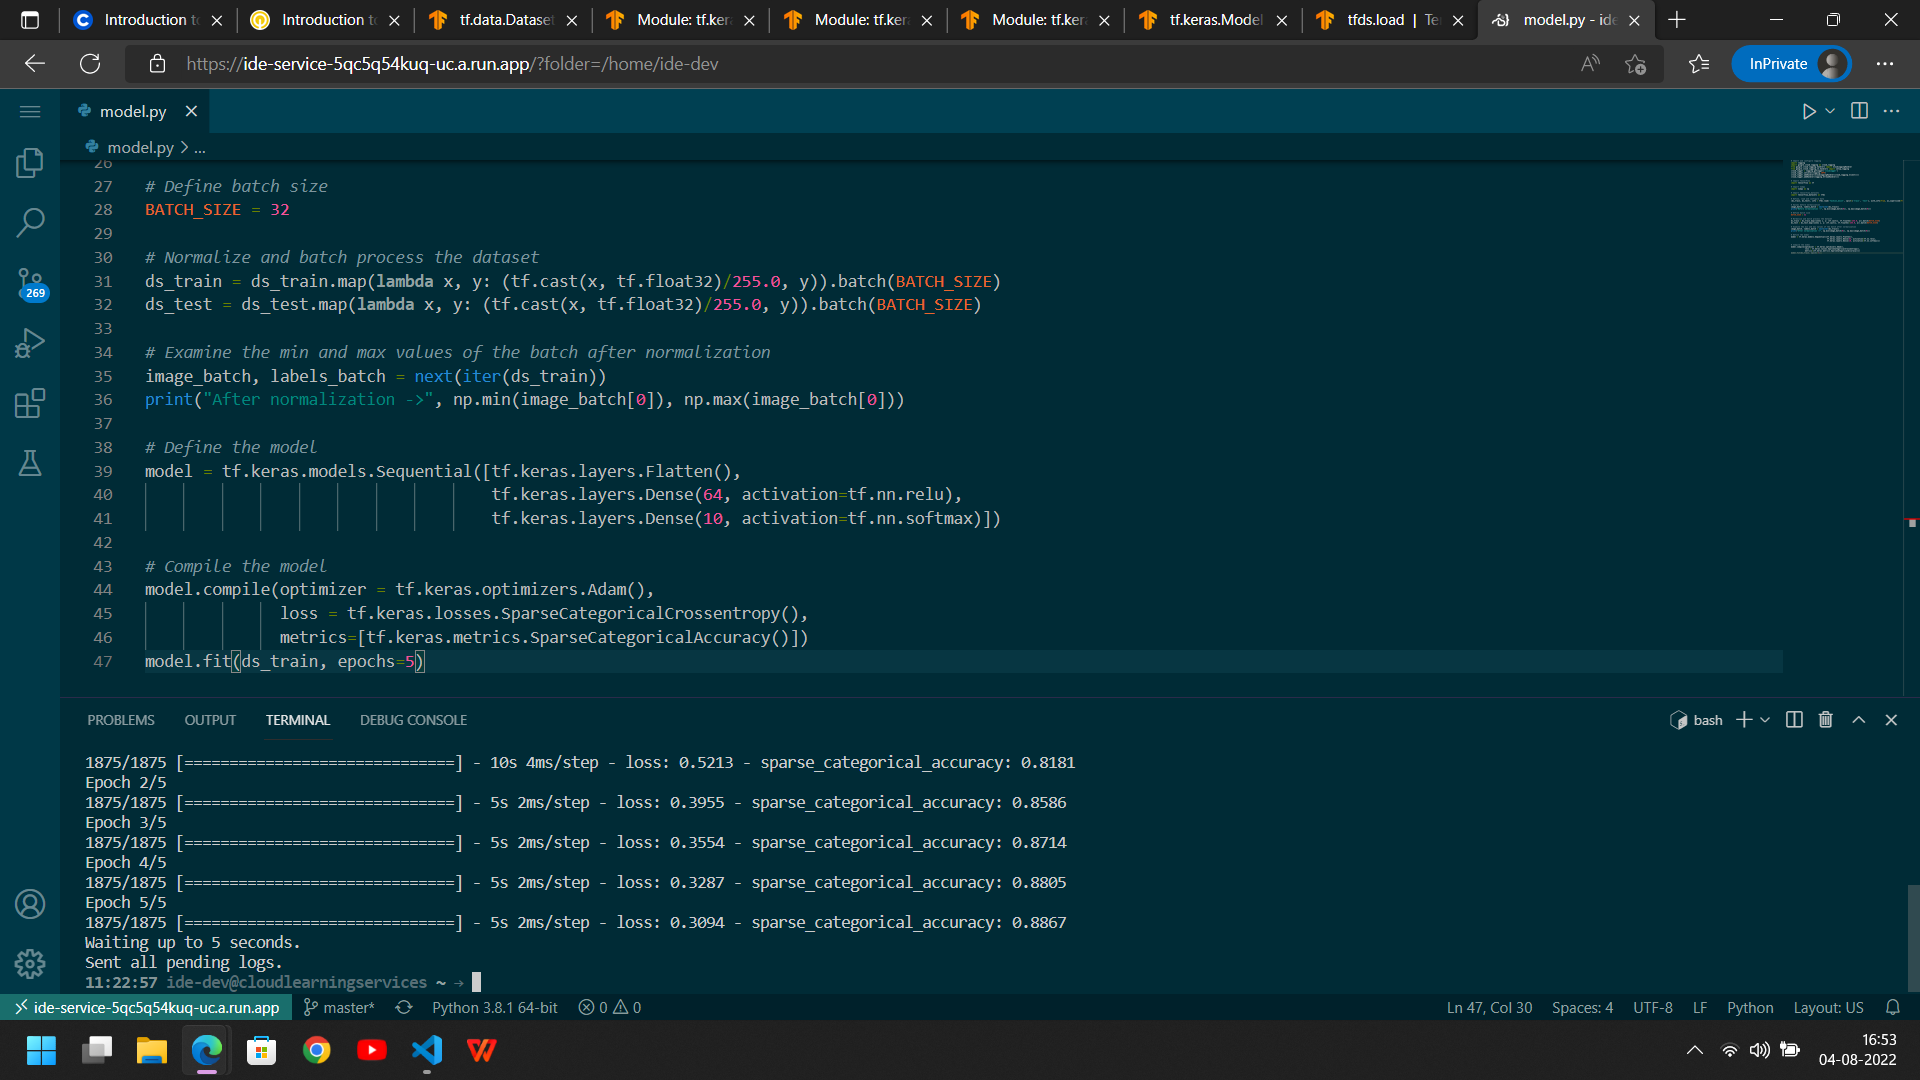 Introduction to
Introduction to
tf.data.Dataset
Module: tf.kera
Module: tf.kera
Module: tf.kera
tf.keras.Model
tfds.load | Te
model.py - ide
https://ide-service-5qc5q54kuq-uc.a.run.app/?folder=/home/ide-dev
InPrivate
model.py
model.py > ...
26
27 # Define batch size
28 BATCH_SIZE = 32
29
30 # Normalize and batch process the dataset
31 ds_train = ds_train.map(lambda x, y: (tf.cast(x, tf.float32)/255.0, y)).batch(BATCH_SIZE)
32 ds_test = ds_test.map(lambda x, y: (tf.cast(x, tf.float32)/255.0, y)).batch(BATCH_SIZE)
33
34 # Examine the min and max values of the batch after normalization
35 image_batch, labels_batch = next(iter(ds_train))
36 print("After normalization ->", np.min(image_batch[0]), np.max(image_batch[0]))
37
38 # Define the model
39 model = tf.keras.models.Sequential([tf.keras.layers.Flatten(),
40 tf.keras.layers.Dense(64, activation=tf.nn.relu),
41 tf.keras.layers.Dense(10, activation=tf.nn.softmax)])
42
43 # Compile the model
44 model.compile(optimizer = tf.keras.optimizers.Adam(),
45 loss = tf.keras.losses.SparseCategoricalCrossentropy(),
46 metrics=[tf.keras.metrics.SparseCategoricalAccuracy()])
47 model.fit(ds_train, epochs=5)
269
PROBLEMS OUTPUT TERMINAL DEBUG CONSOLE bash
1875/1875 [==============================] - 10s 4ms/step - loss: 0.5213 - sparse_categorical_accuracy: 0.8181
Epoch 2/5
1875/1875 [==============================] - 5s 2ms/step - loss: 0.3955 - sparse_categorical_accuracy: 0.8586
Epoch 3/5
1875/1875 [==============================] - 5s 2ms/step - loss: 0.3554 - sparse_categorical_accuracy: 0.8714
Epoch 4/5
1875/1875 [==============================] - 5s 2ms/step - loss: 0.3287 - sparse_categorical_accuracy: 0.8805
Epoch 5/5
1875/1875 [==============================] - 5s 2ms/step - loss: 0.3094 - sparse_categorical_accuracy: 0.8867
Waiting up to 5 seconds.
Sent all pending logs.
11:22:57 ide-dev@cloudlearningservices ~ →
ide-service-5qc5q54kuq-uc.a.run.app master* Python 3.8.1 64-bit 0 0 Ln 47, Col 30 Spaces: 4 UTF-8 LF Python Layout: US
16:53
04-08-2022